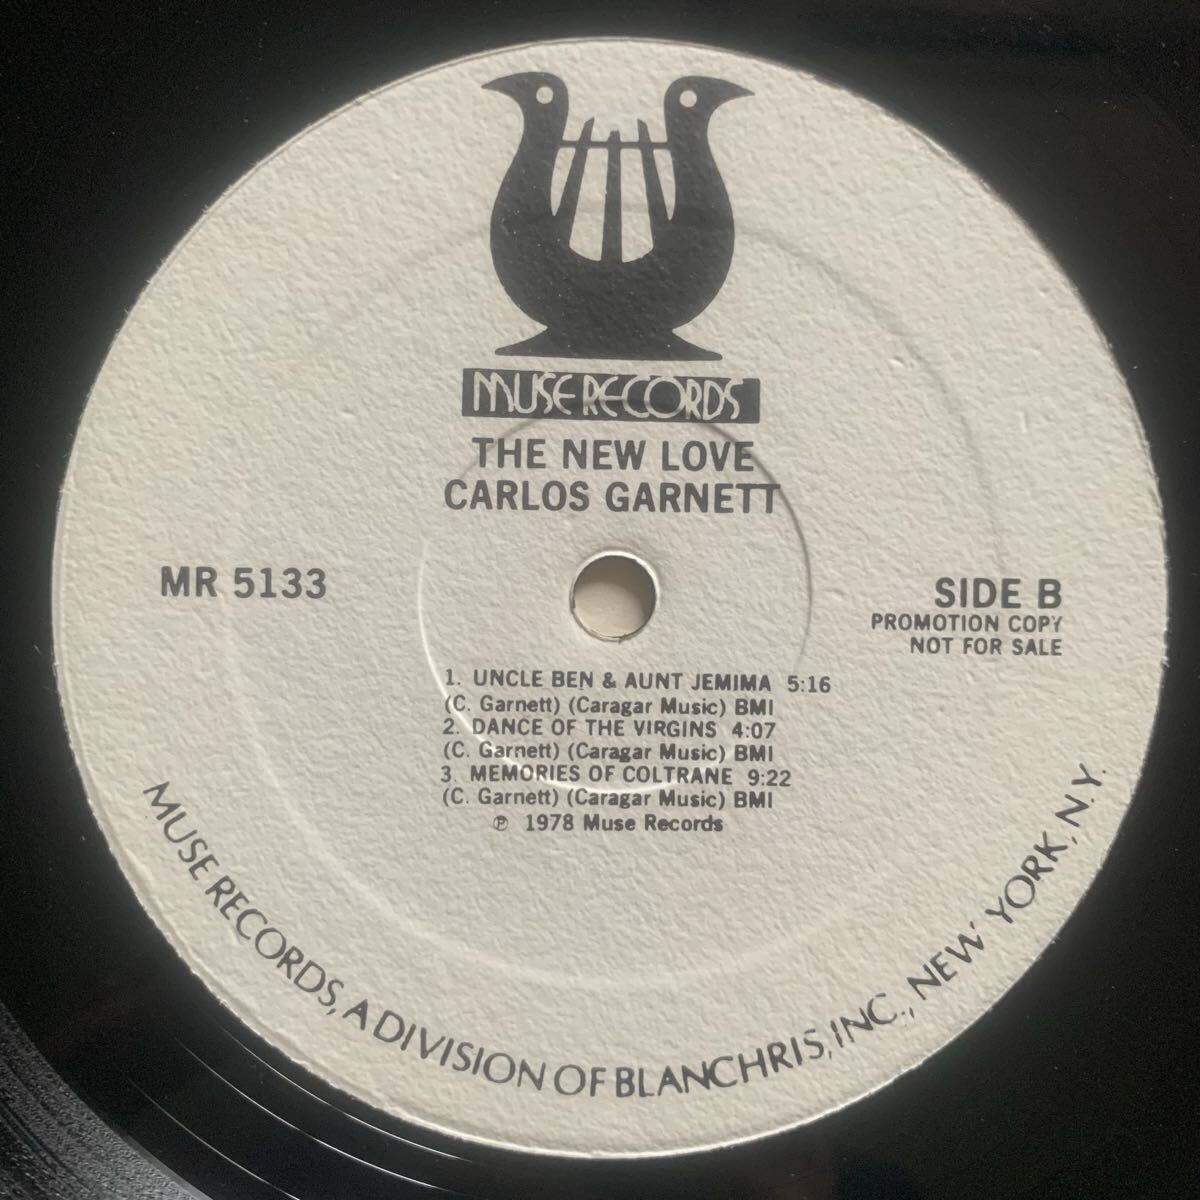 MUSE RECORDS
THE NEW LOVE
CARLOS GARNETT
MR 5133
SIDE B
PROMOTION COPY
NOT FOR SALE
1. UNCLE BEN & AUNT JEMIMA 5:16
(C. Garnett) (Caragar Music) BMI
2. DANCE OF THE VIRGINS 4:07
(C. Garnett) (Caragar Music) BMI
3. MEMORIES OF COLTRANE 9:22
(C. Garnett) (Caragar Music) BMI
℗ 1978 Muse Records
MUSE RECORDS, A DIVISION OF BLANCHRIS, INC., NEW YORK, N.Y.